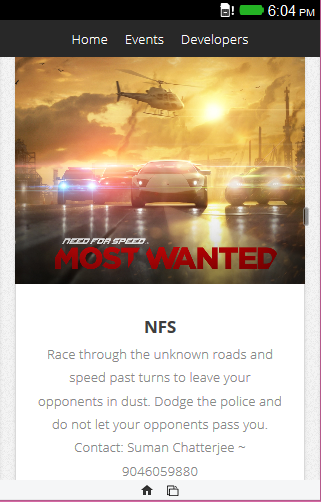 6:04 PM
Home Events Developers
NEED FOR SPEED
MOST WANTED
NFS
Race through the unknown roads and
speed past turns to leave your
opponents in dust. Dodge the police and
do not let your opponents pass you.
Contact: Suman Chatterjee ~
9046059880